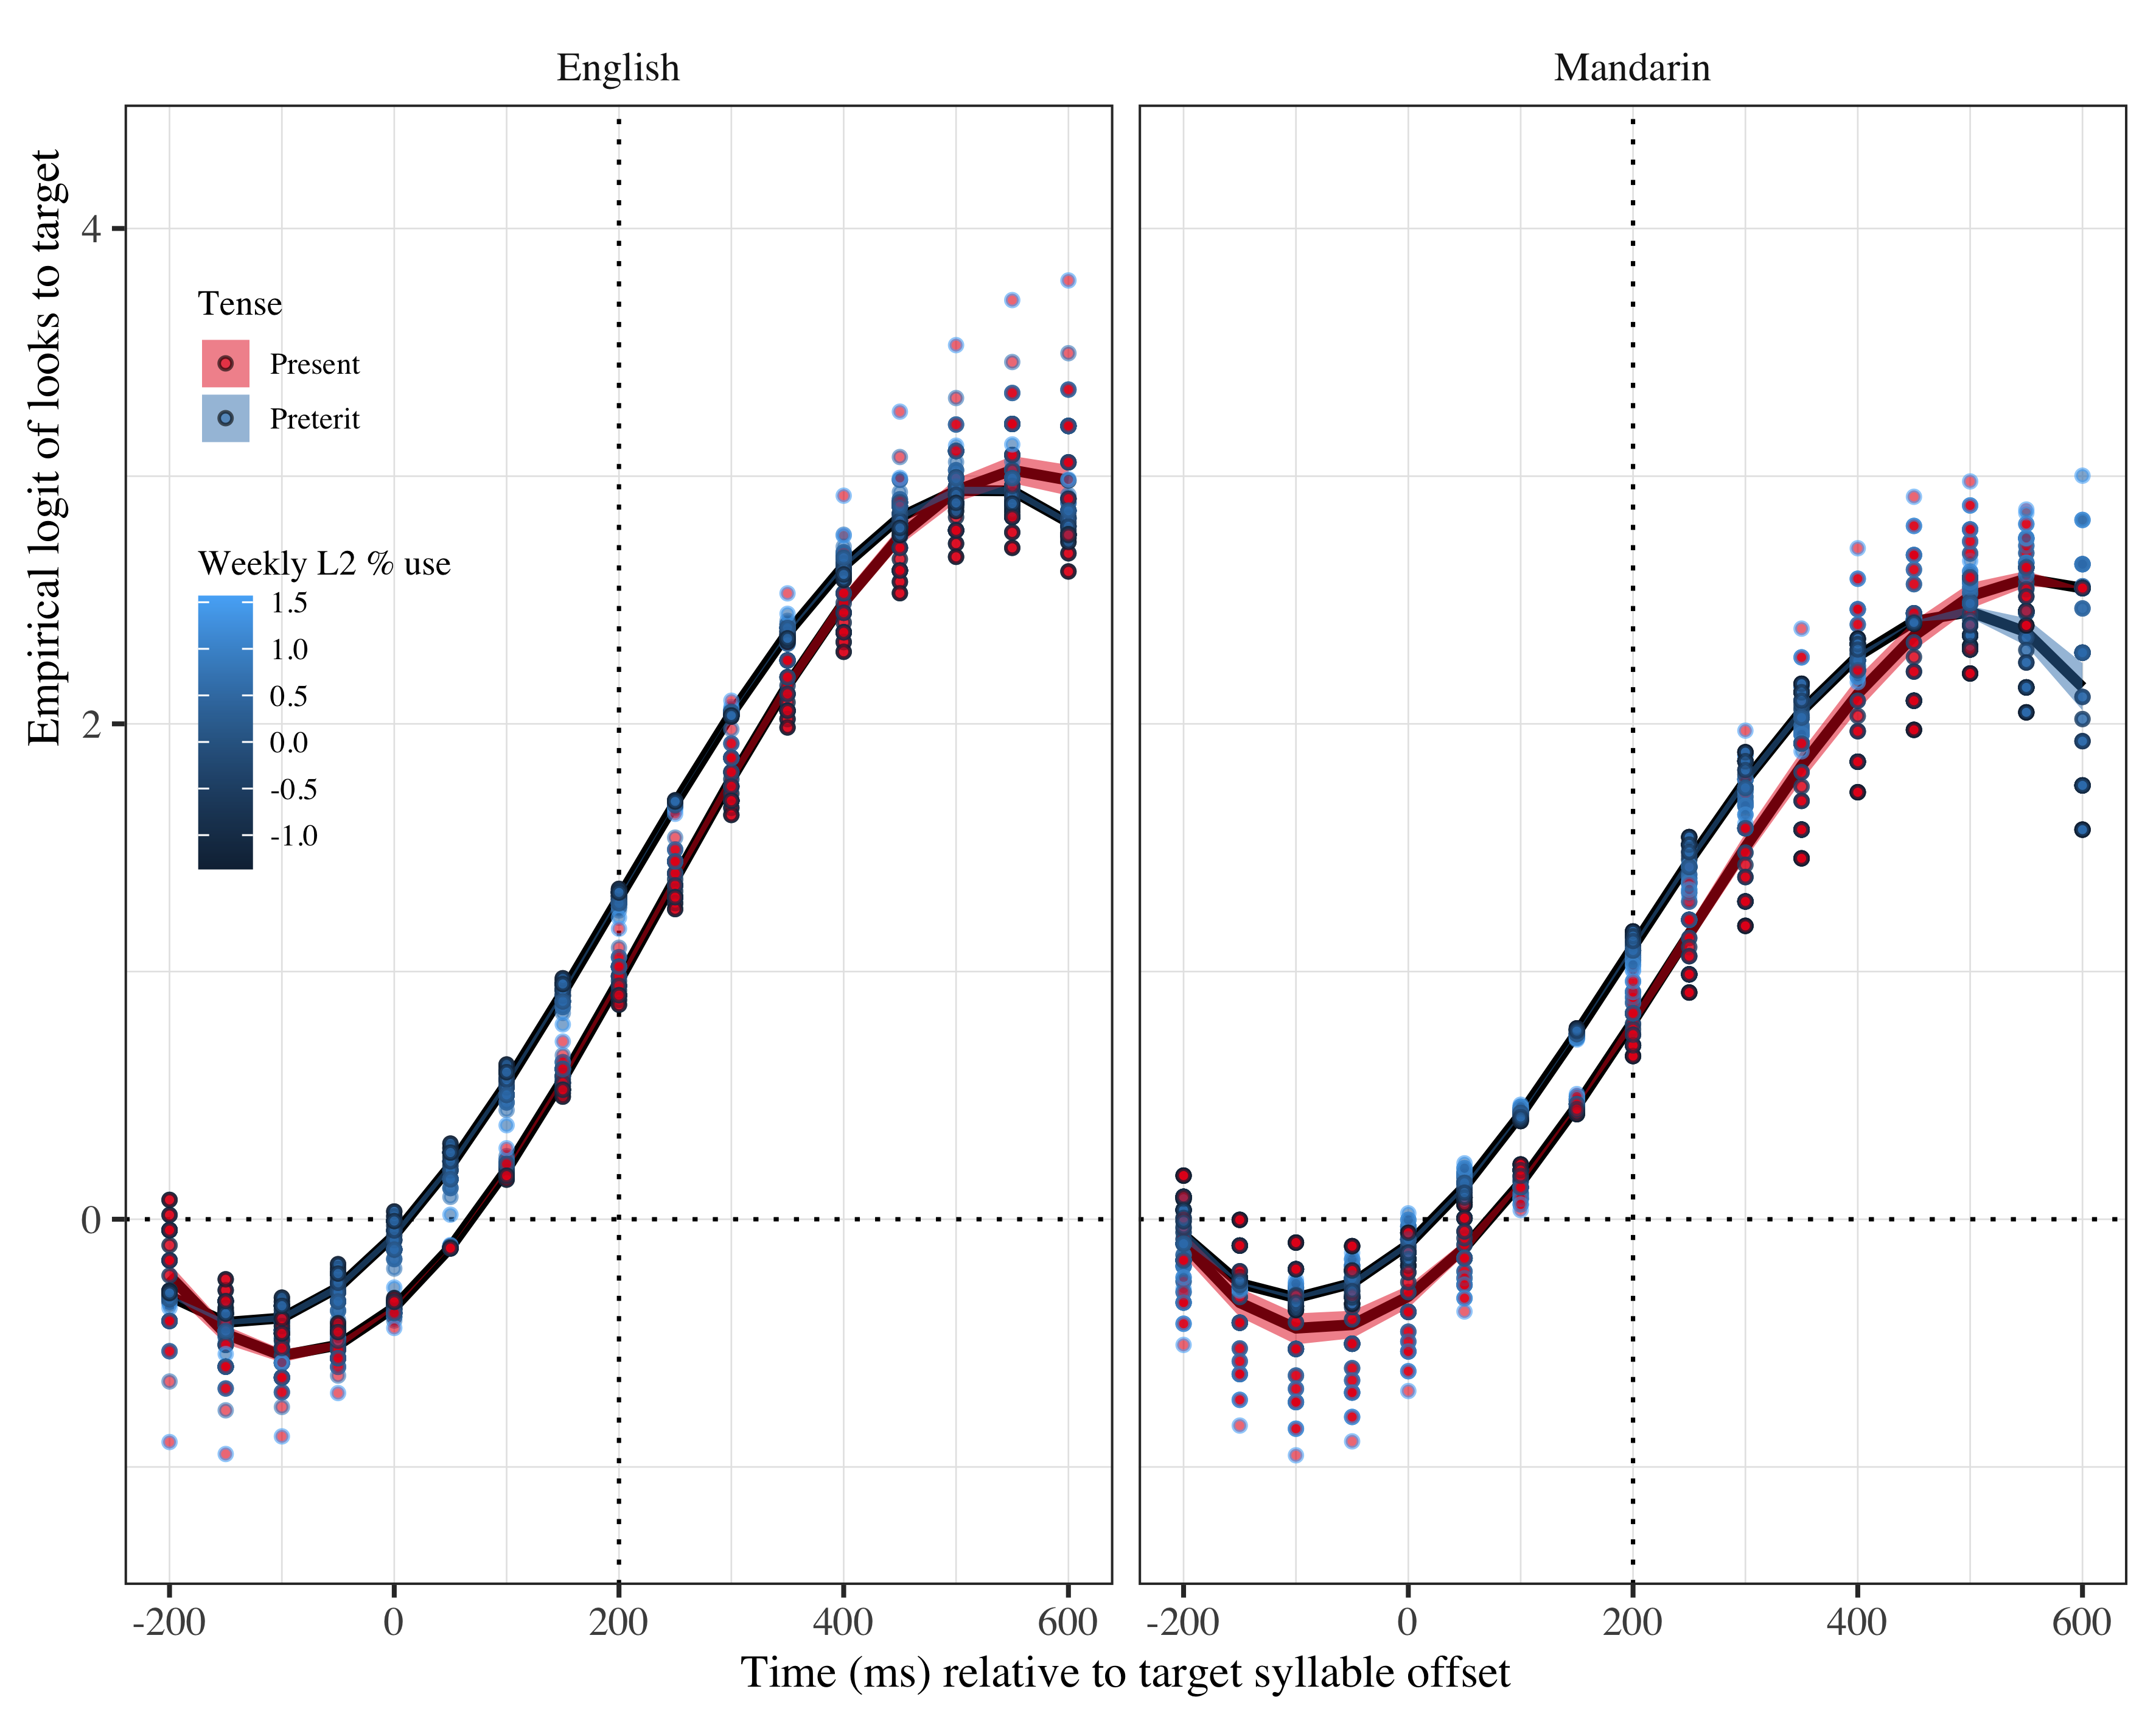 English
Mandarin
Empirical logit of looks to target
4
2
0
Tense
Present
Preterit
Weekly L2 % use
1.5
1.0
0.5
0.0
-0.5
-1.0
-200 0 200 400 600
-200 0 200 400 600
Time (ms) relative to target syllable offset